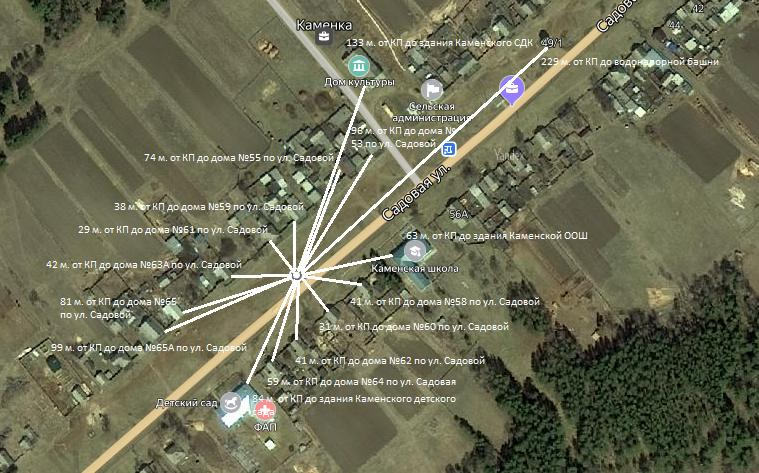 Садовая
42
44
Каменка
133 м. от КП до здания Каменского СДК
49/1
229 м. от КП до водонапорной башни
Дом культуры
Сельская
администрация
96 м. от КП до дома №
53 по ул. Садовой
Yandex
74 м. от КП до дома №55 по ул. Садовой
Садовая ул.
38 м. от КП до дома №59 по ул. Садовой
56А
29 м. от КП до дома №61 по ул. Садовой
63 м. от КП до здания Каменской ООШ
42 м. от КП до дома №63А по ул. Садовой
Каменская школа
81 м. от КП до дома №65
по ул. Садовой
41 м. от КП до дома №58 по ул. Садовой
31 м. от КП до дома №60 по ул. Садовой
99 м. от КП до дома №65А по ул. Садовой
41 м. от КП до дома №62 по ул. Садовой
59 м. от КП до дома №64 по ул. Садовая
84 м. от КП до здания Каменского детского
сада
Детский сад
ФАП